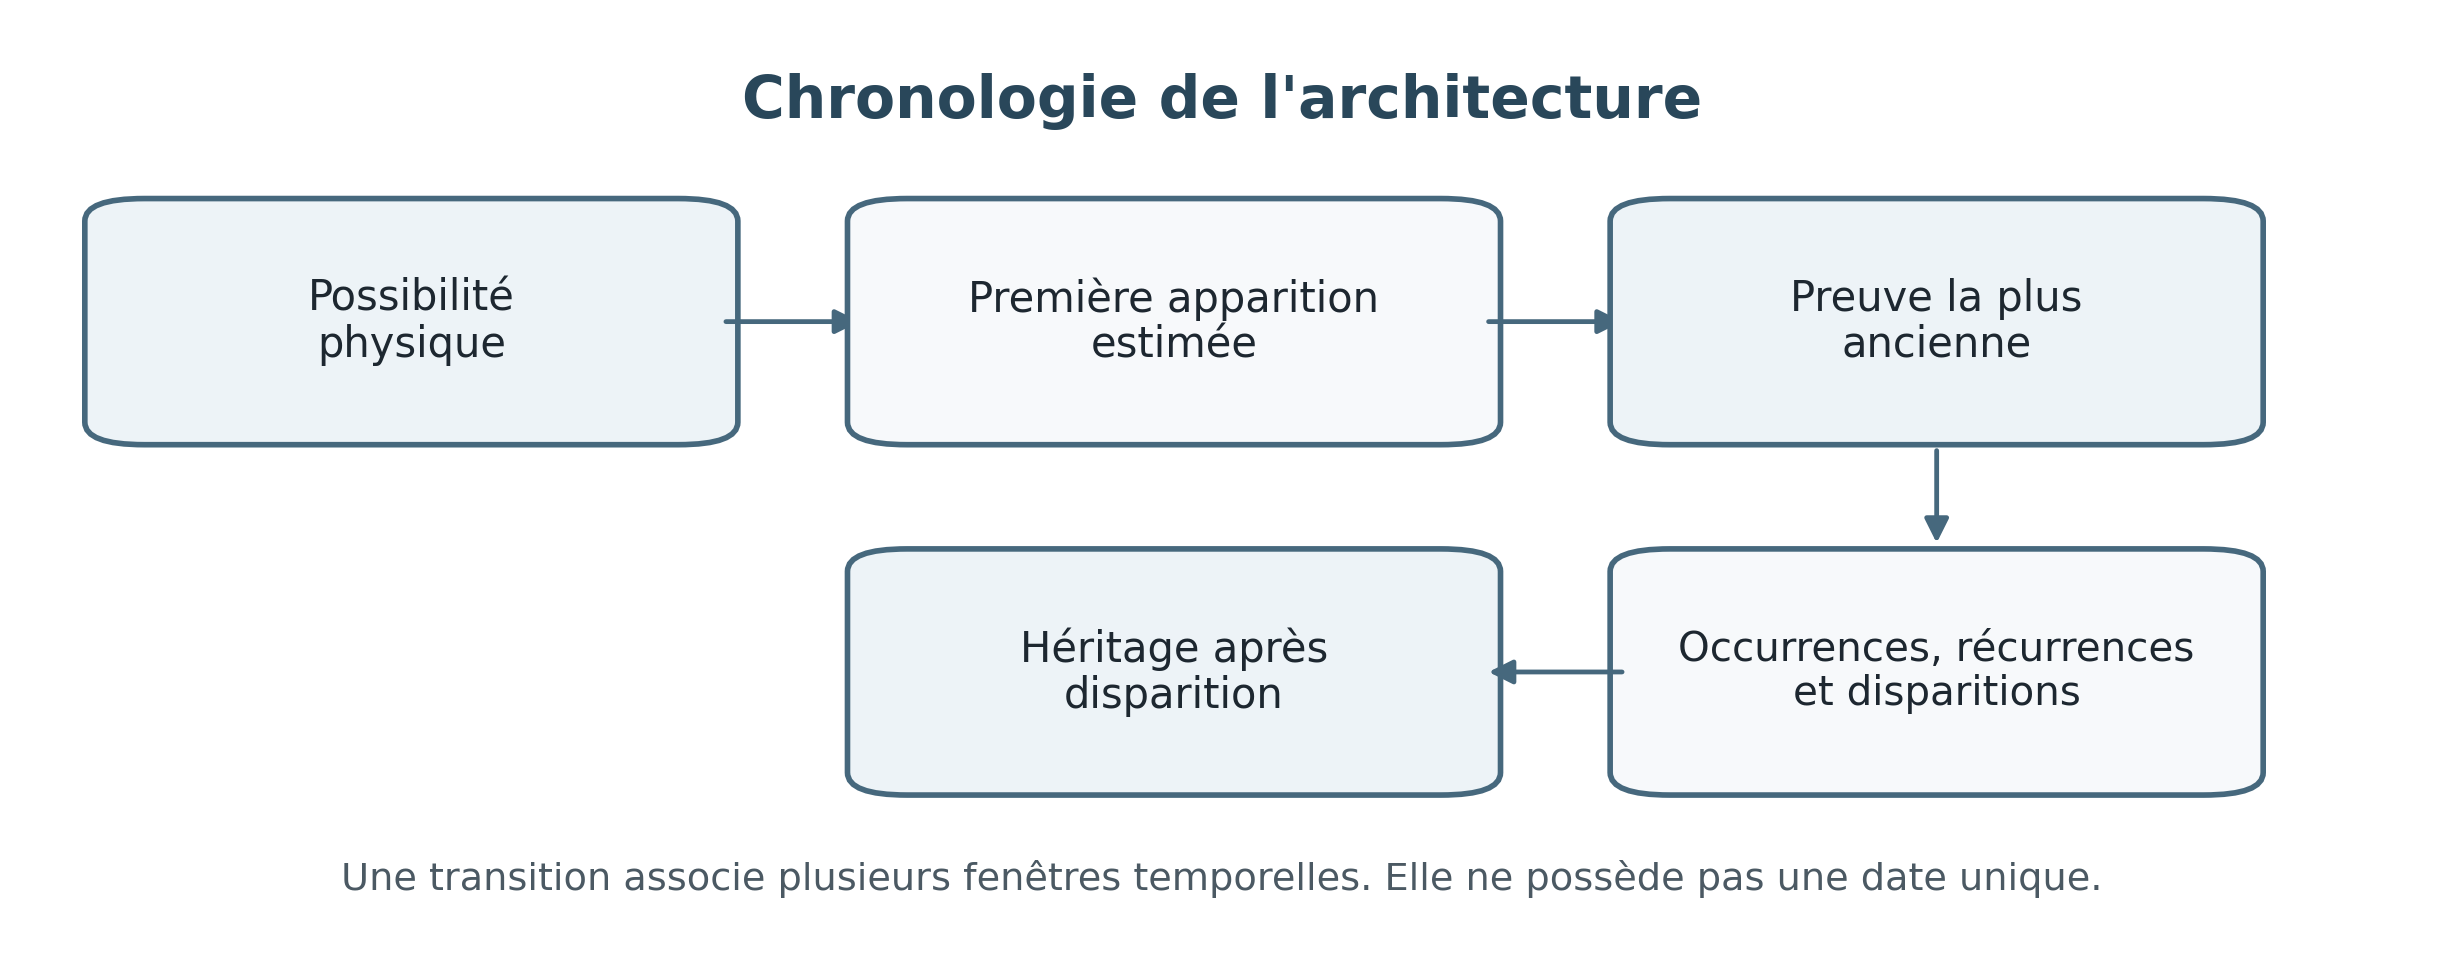 Chronologie de l'architecture
Possibilité
physique
Première apparition
estimée
Preuve la plus
ancienne
Occurrences, récurrences
et disparitions
Héritage après
disparition
Une transition associe plusieurs fenêtres temporelles. Elle ne possède pas une date unique.